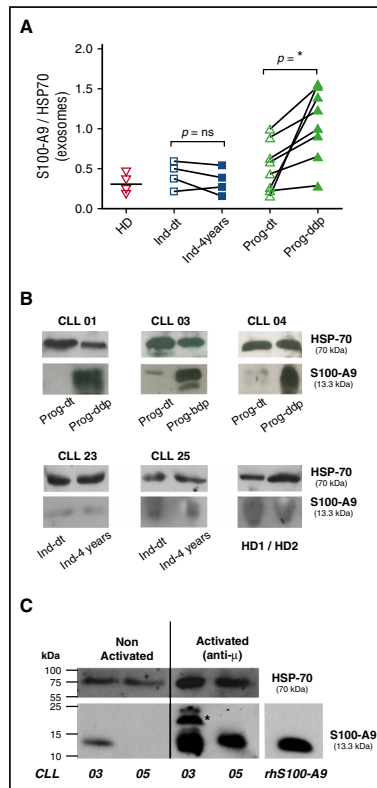 A
S100-A9 / HSP70
(exosomes)
2.0
1.5
1.0
0.5
0.0
p = ns
p = *
HD
Ind-dt
Ind-4years
Prog-dt
Prog-ddp
B
CLL 01
CLL 03
CLL 04
HSP-70
(70 kDa)
S100-A9
(13.3 kDa)
Prog-dt
Prog-ddp
Prog-dt
Prog-bdp
Prog-dt
Prog-ddp
CLL 23
CLL 25
HSP-70
(70 kDa)
S100-A9
(13.3 kDa)
Ind-dt
Ind-4 years
Ind-dt
Ind-4 years
HD1 / HD2
C
Non
Activated
Activated
(anti-μ)
kDa
100
75
55
HSP-70
(70 kDa)
25
15
10
*
S100-A9
(13.3 kDa)
CLL 03 05 03 05 rhS100-A9